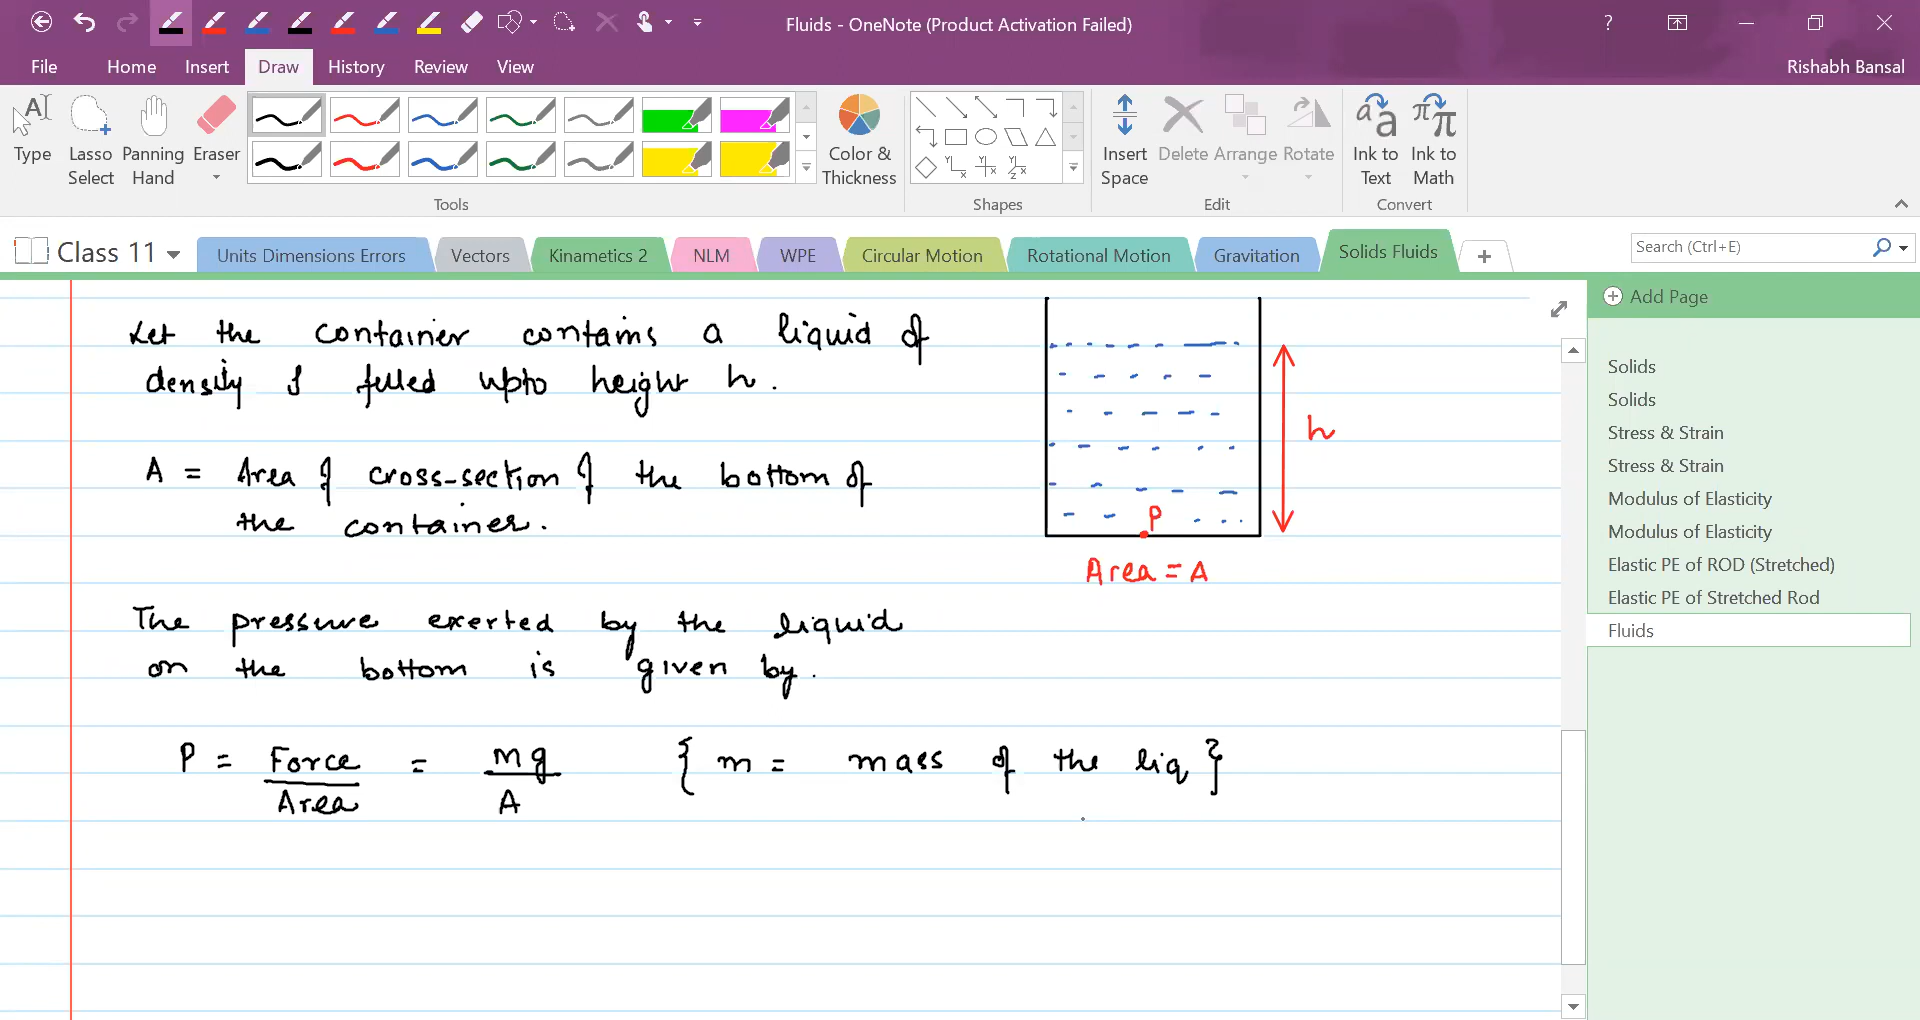 Fluids - OneNote (Product Activation Failed)
?
File Home Insert Draw History Review View
Rishabh Bansal
Type
Lasso Select
Panning Hand
Eraser
Color & Thickness
Insert Space
Delete
Arrange
Rotate
Ink to Text
Ink to Math
Tools
Shapes
Edit
Convert
Class 11
Units Dimensions Errors
Vectors
Kinametics 2
NLM
WPE
Circular Motion
Rotational Motion
Gravitation
Solids Fluids
Search (Ctrl+E)
Let the container contains a liquid of
density ρ filled upto height h.
A = Area of cross-section of the bottom of
the container.
h
P
Area = A
The pressure exerted by the liquid
on the bottom is given by.
P = Force/Area = mg/A { m = mass of the liq }
Add Page
Solids
Solids
Stress & Strain
Stress & Strain
Modulus of Elasticity
Modulus of Elasticity
Elastic PE of ROD (Stretched)
Elastic PE of Stretched Rod
Fluids